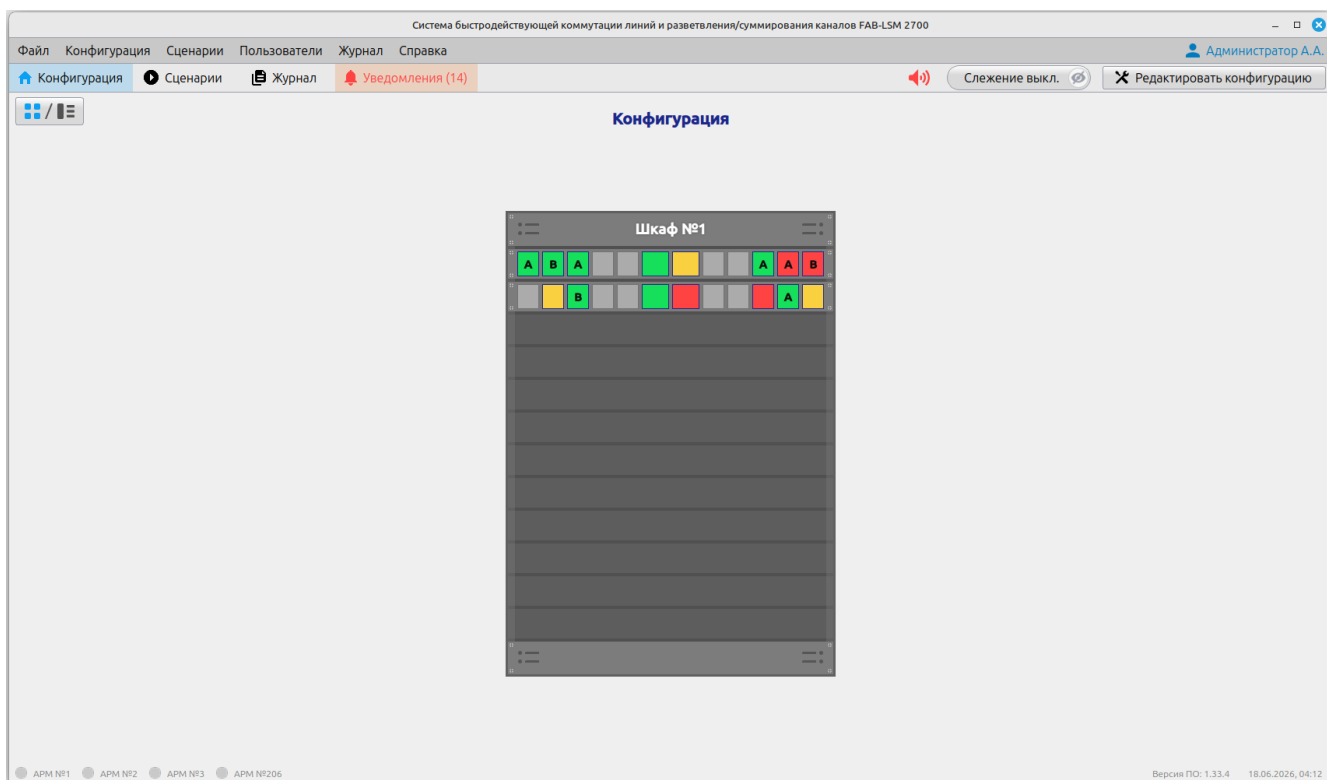 Система быстродействующей коммутации линий и разветвления/суммирования каналов FAB-LSM 2700
Файл Конфигурация Сценарии Пользователи Журнал Справка Администратор А.А.
Конфигурация Сценарии Журнал Уведомления (14) Слежение выкл. Редактировать конфигурацию
Конфигурация
Шкаф №1
A B A A A B
B A
АРМ №1 АРМ №2 АРМ №3 АРМ №206 Версия ПО: 1.33.4 18.06.2026, 04:12